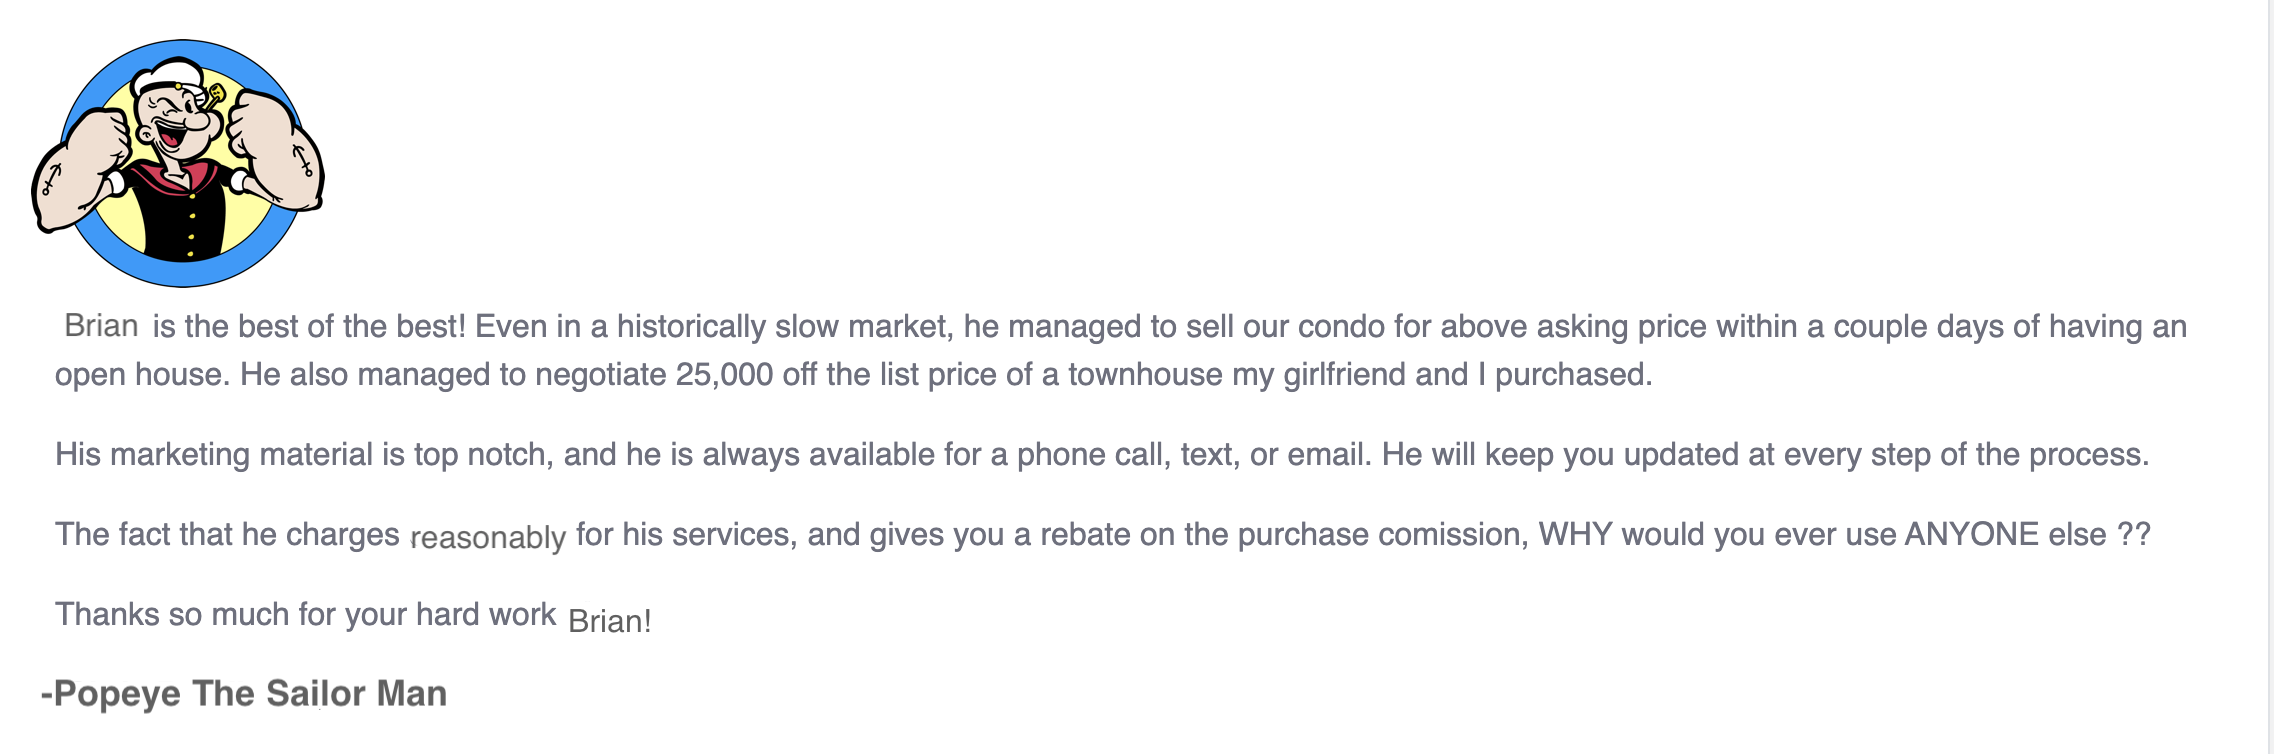 Brian is the best of the best! Even in a historically slow market, he managed to sell our condo for above asking price within a couple days of having an
open house. He also managed to negotiate 25,000 off the list price of a townhouse my girlfriend and I purchased.
His marketing material is top notch, and he is always available for a phone call, text, or email. He will keep you updated at every step of the process.
The fact that he charges reasonably for his services, and gives you a rebate on the purchase comission, WHY would you ever use ANYONE else ??
Thanks so much for your hard work Brian!
-Popeye The Sailor Man